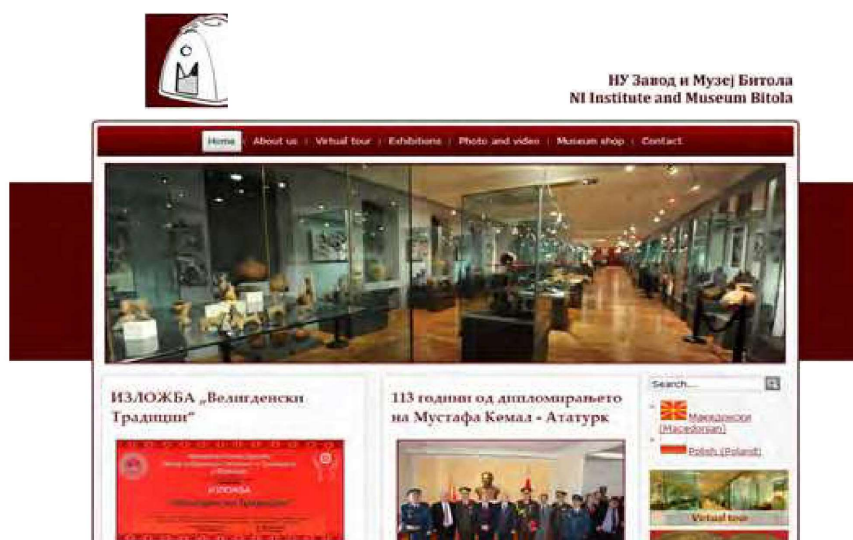 НУ Завод и Музеј Битола
NI Institute and Museum Bitola
Home About us Virtual tour Exhibitions Photo and video Museum shop Contact
ИЗЛОЖБА „Велигденски
Традиции“
113 години од дипломирањето
на Мустафа Кемал - Ататурк
Search...
Македонски
(Macedonian)
Polish (Poland)
ИЗЛОЖБА
Virtual tour